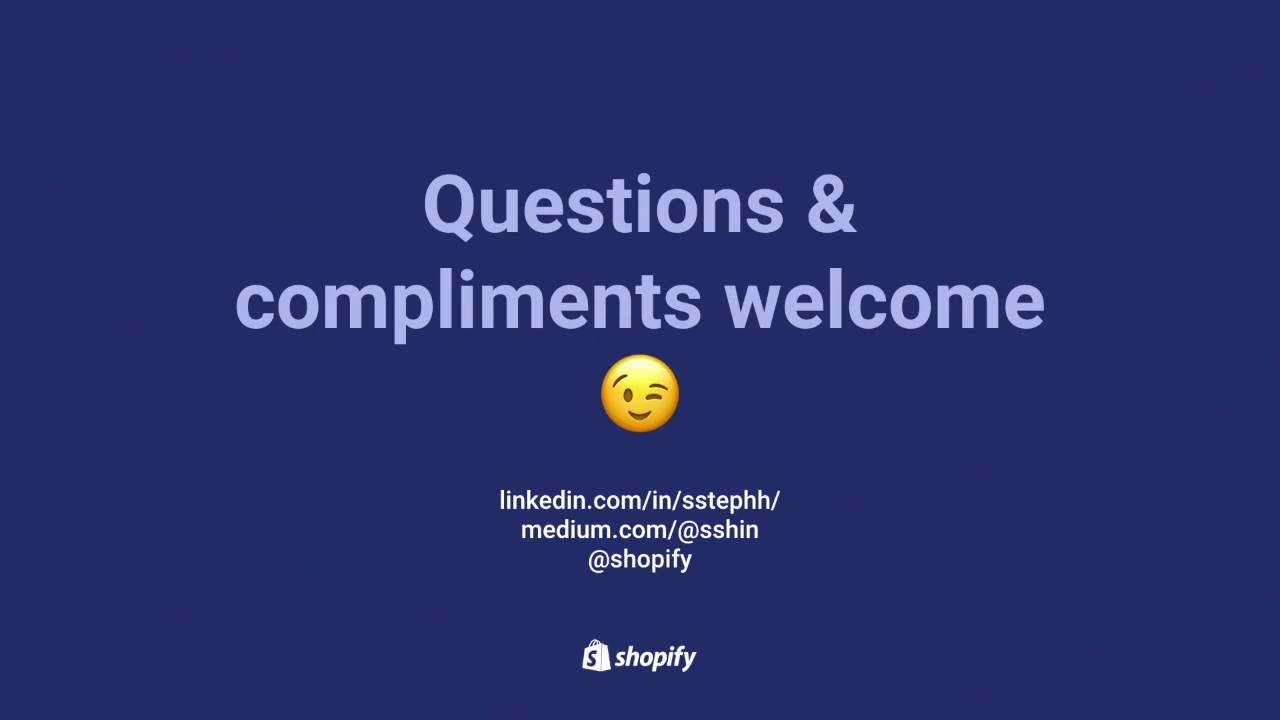 Questions &
compliments welcome
😉
linkedin.com/in/sstephh/
medium.com/@sshin
@shopify
shopify